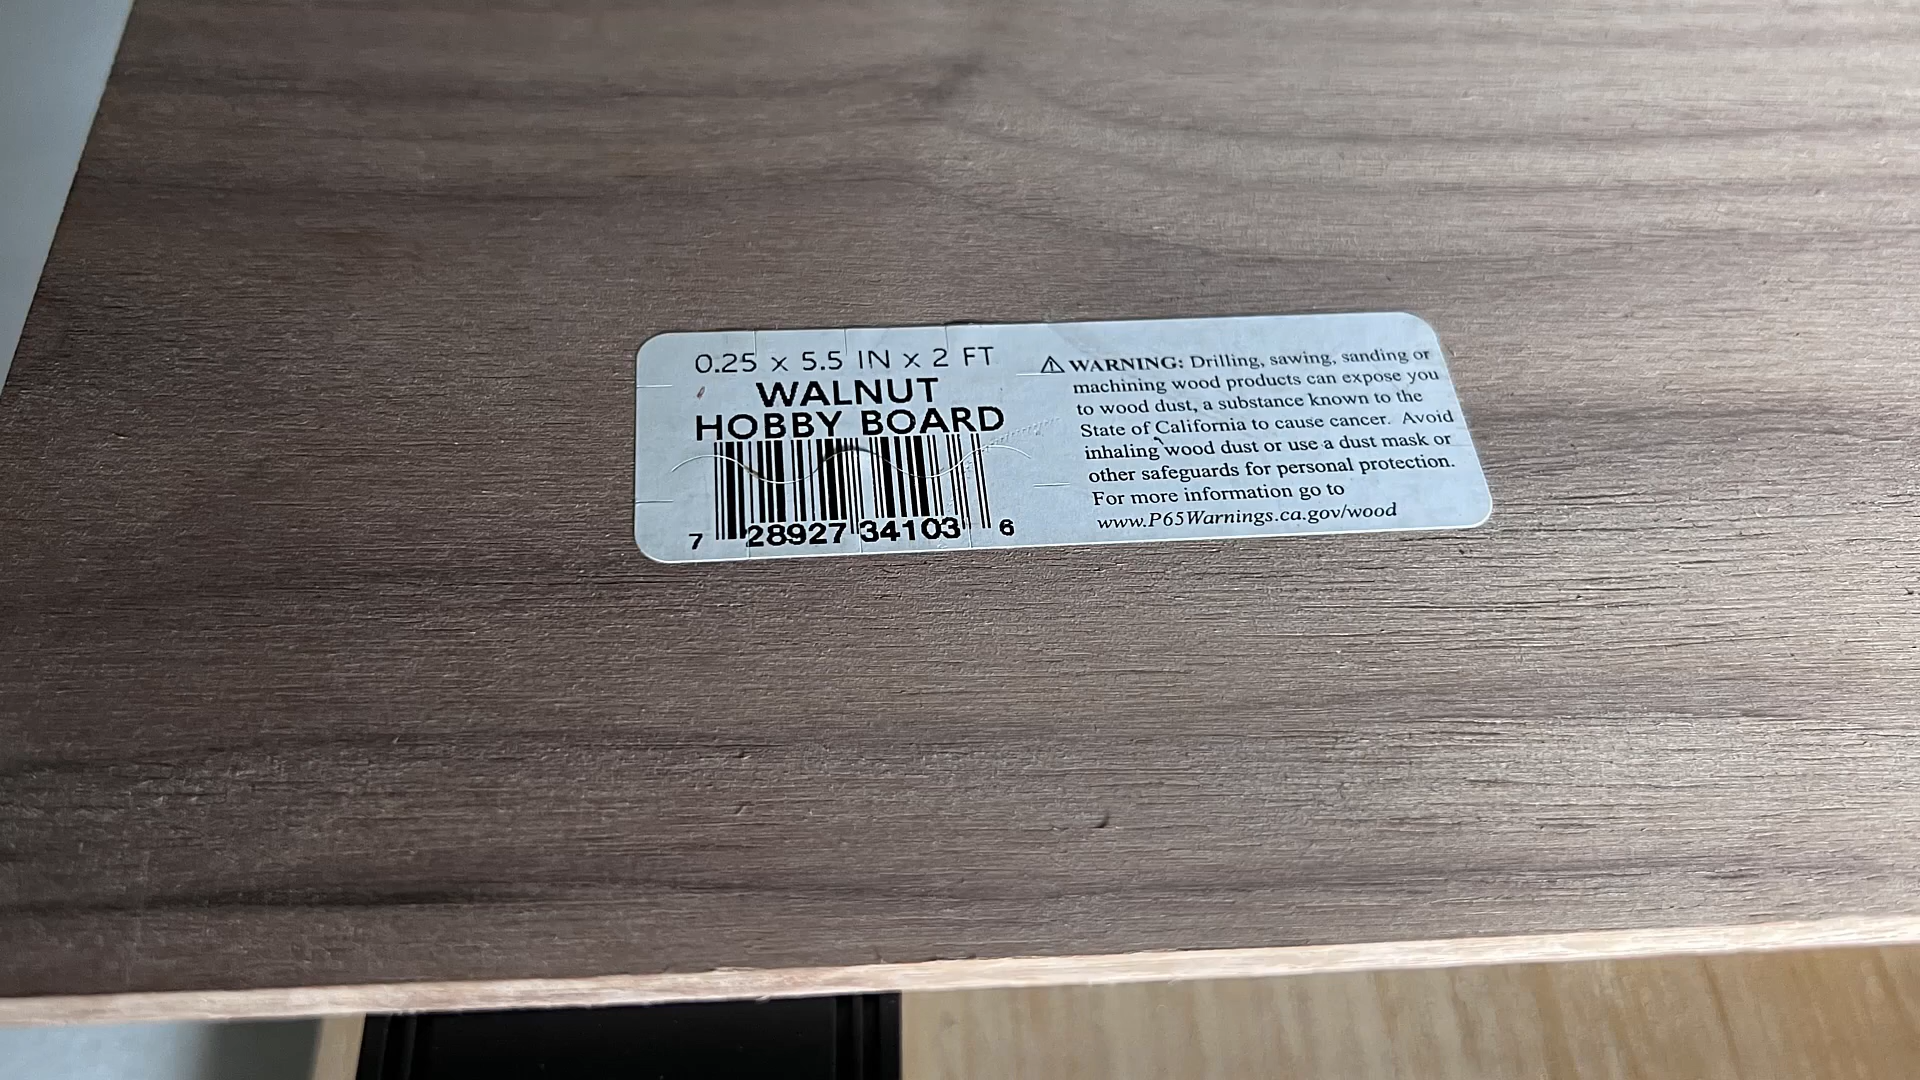 0.25 x 5.5 IN x 2 FT
WALNUT
HOBBY BOARD
7 28927 34103 6
⚠ WARNING: Drilling, sawing, sanding or
machining wood products can expose you
to wood dust, a substance known to the
State of California to cause cancer. Avoid
inhaling wood dust or use a dust mask or
other safeguards for personal protection.
For more information go to
www.P65Warnings.ca.gov/wood